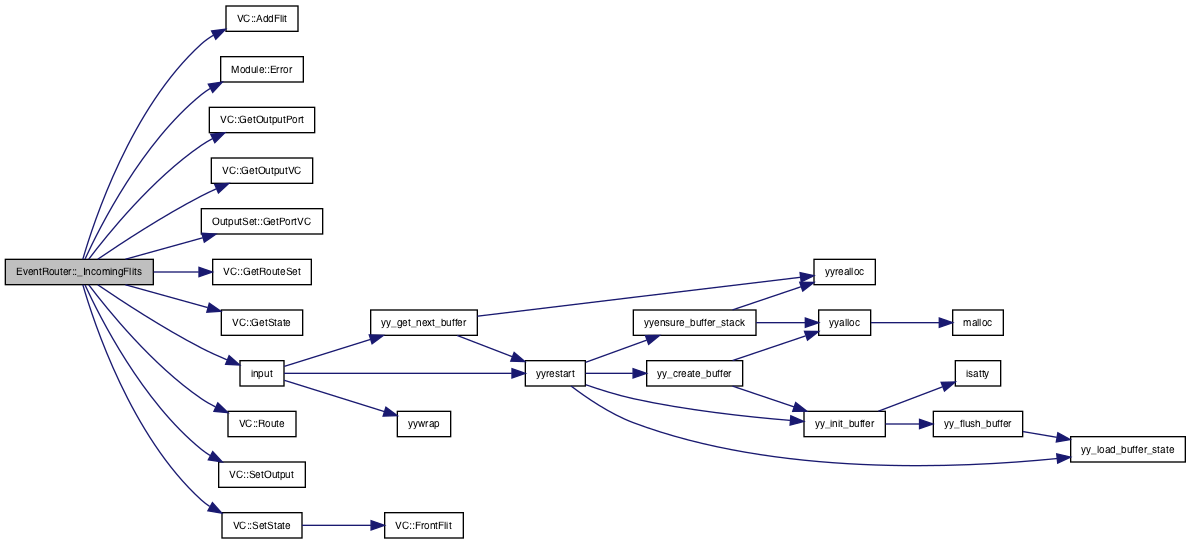 VC::AddFlit
Module::Error
VC::GetOutputPort
VC::GetOutputVC
OutputSet::GetPortVC
EventRouter::_IncomingFlits
VC::GetRouteSet
VC::GetState
input
VC::Route
VC::SetOutput
VC::SetState
VC::FrontFlit
yy_get_next_buffer
yyrestart
yywrap
yyrealloc
yyensure_buffer_stack
yyalloc
malloc
yy_create_buffer
isatty
yy_init_buffer
yy_flush_buffer
yy_load_buffer_state